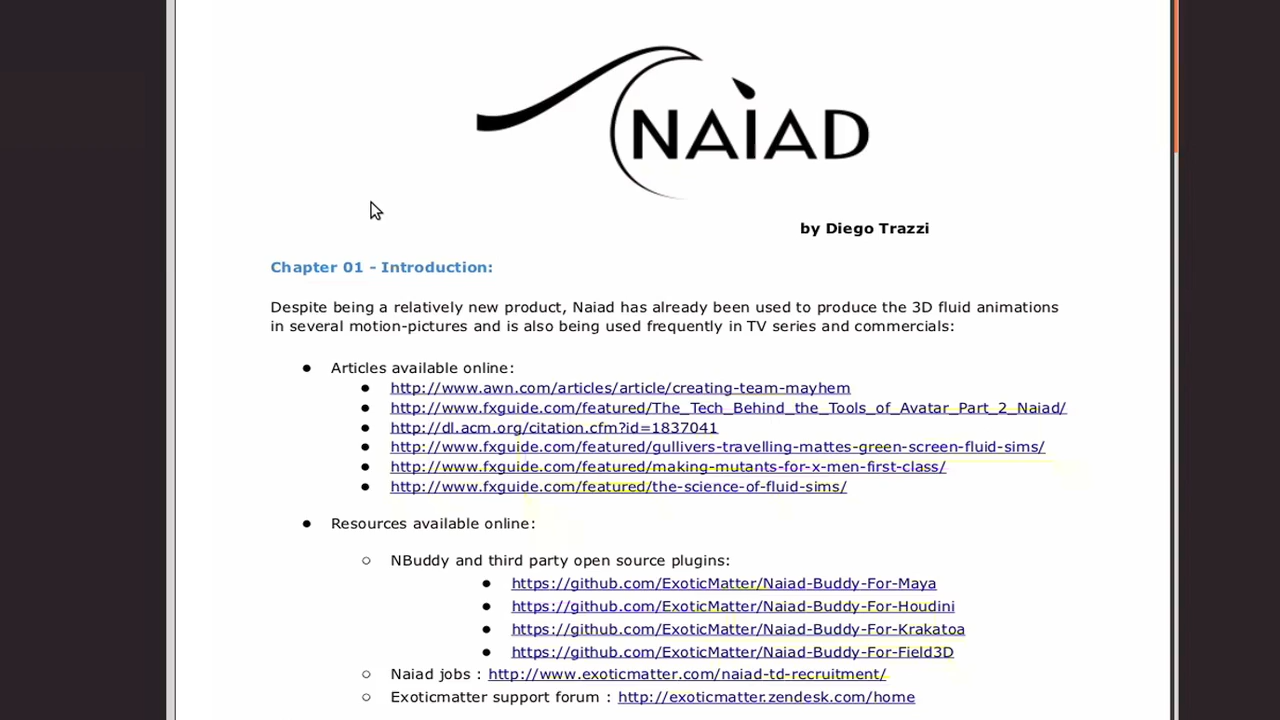 NAIAD
by Diego Trazzi
Chapter 01 - Introduction:
Despite being a relatively new product, Naiad has already been used to produce the 3D fluid animations
in several motion-pictures and is also being used frequently in TV series and commercials:
● Articles available online:
● http://www.awn.com/articles/article/creating-team-mayhem
● http://www.fxguide.com/featured/The_Tech_Behind_the_Tools_of_Avatar_Part_2_Naiad/
● http://dl.acm.org/citation.cfm?id=1837041
● http://www.fxguide.com/featured/gullivers-travelling-mattes-green-screen-fluid-sims/
● http://www.fxguide.com/featured/making-mutants-for-x-men-first-class/
● http://www.fxguide.com/featured/the-science-of-fluid-sims/
● Resources available online:
○ NBuddy and third party open source plugins:
● https://github.com/ExoticMatter/Naiad-Buddy-For-Maya
● https://github.com/ExoticMatter/Naiad-Buddy-For-Houdini
● https://github.com/ExoticMatter/Naiad-Buddy-For-Krakatoa
● https://github.com/ExoticMatter/Naiad-Buddy-For-Field3D
○ Naiad jobs : http://www.exoticmatter.com/naiad-td-recruitment/
○ Exoticmatter support forum : http://exoticmatter.zendesk.com/home